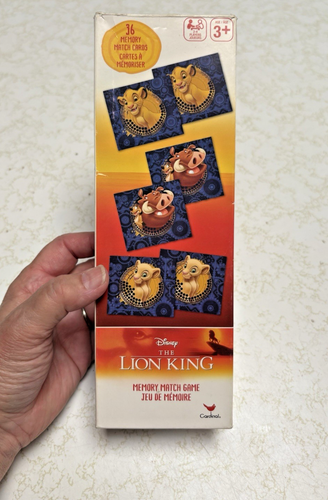 36
MEMORY
MATCH CARDS
CARTES À
MÉMORISER
3+
Disney
THE
LION KING
MEMORY MATCH GAME
JEU DE MÉMOIRE
Cardinal